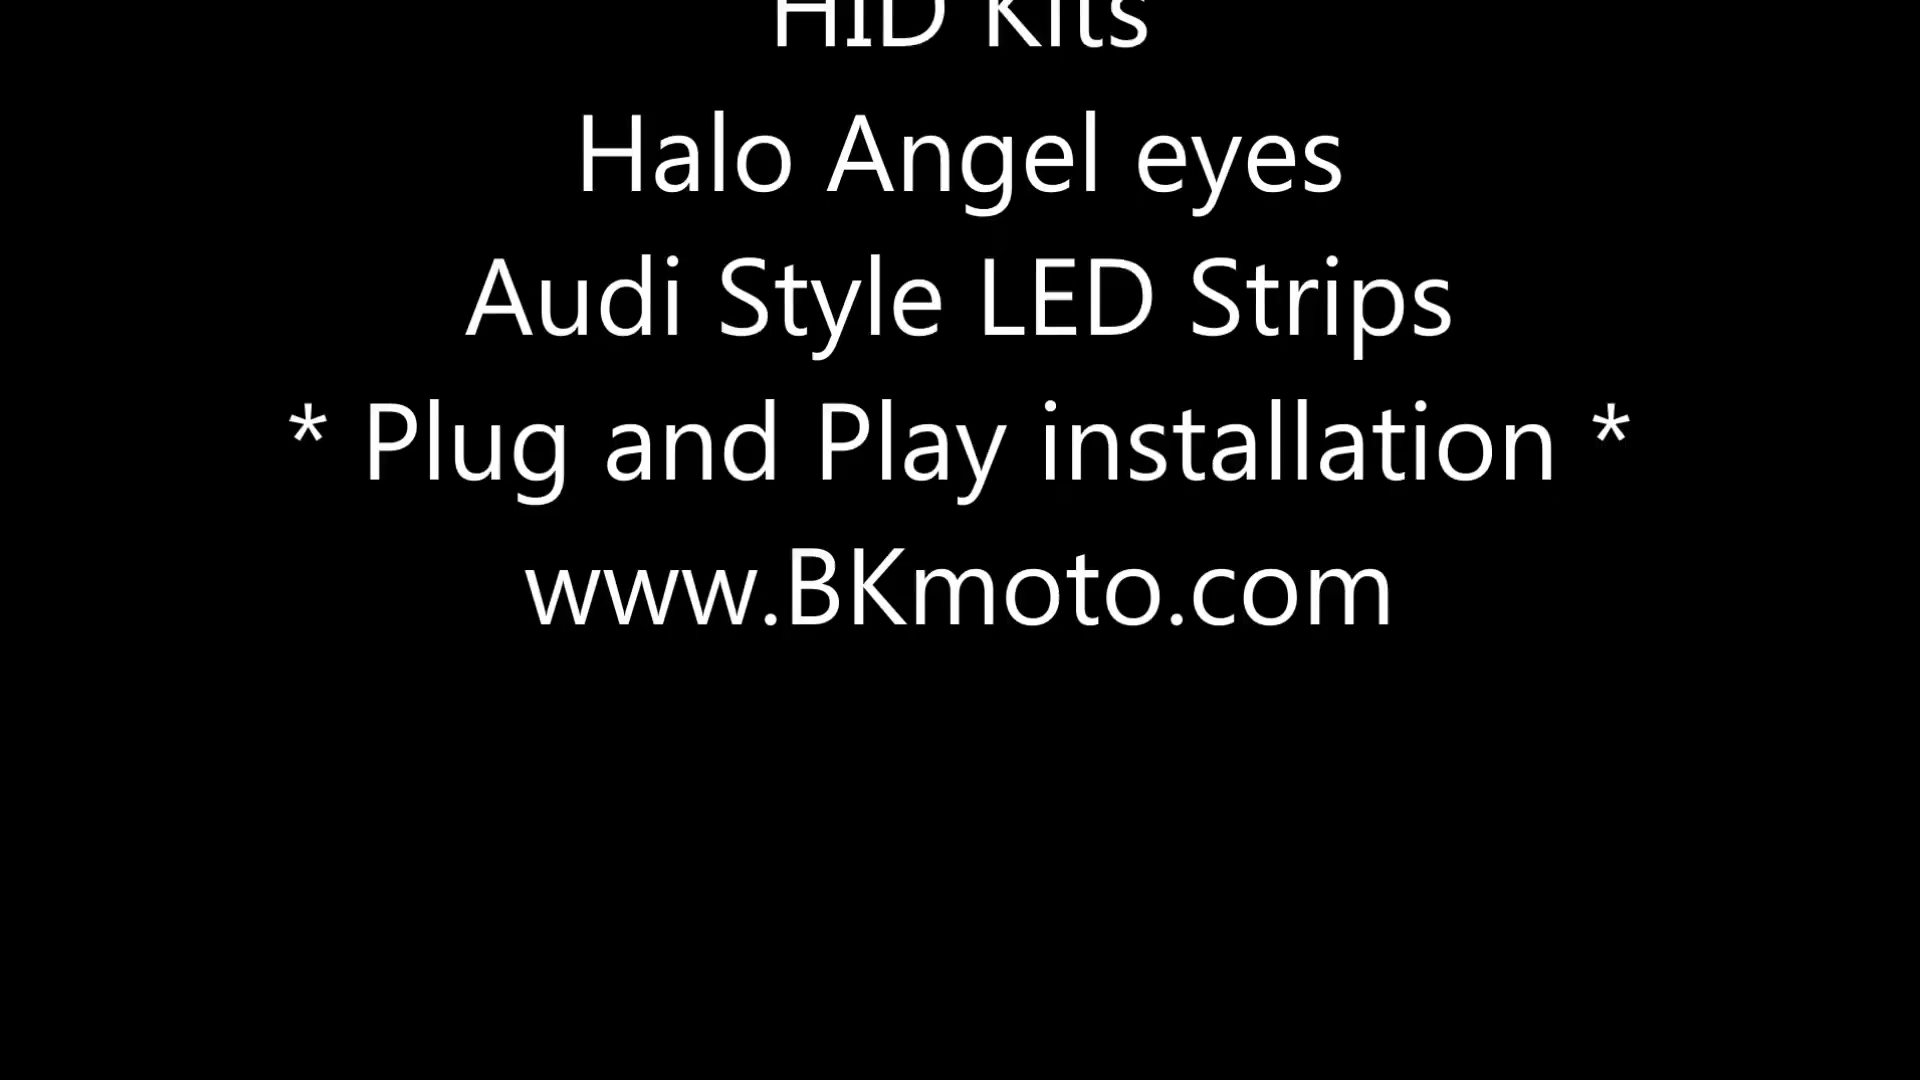 HID Kits
Halo Angel eyes
Audi Style LED Strips
* Plug and Play installation *
www.BKmoto.com